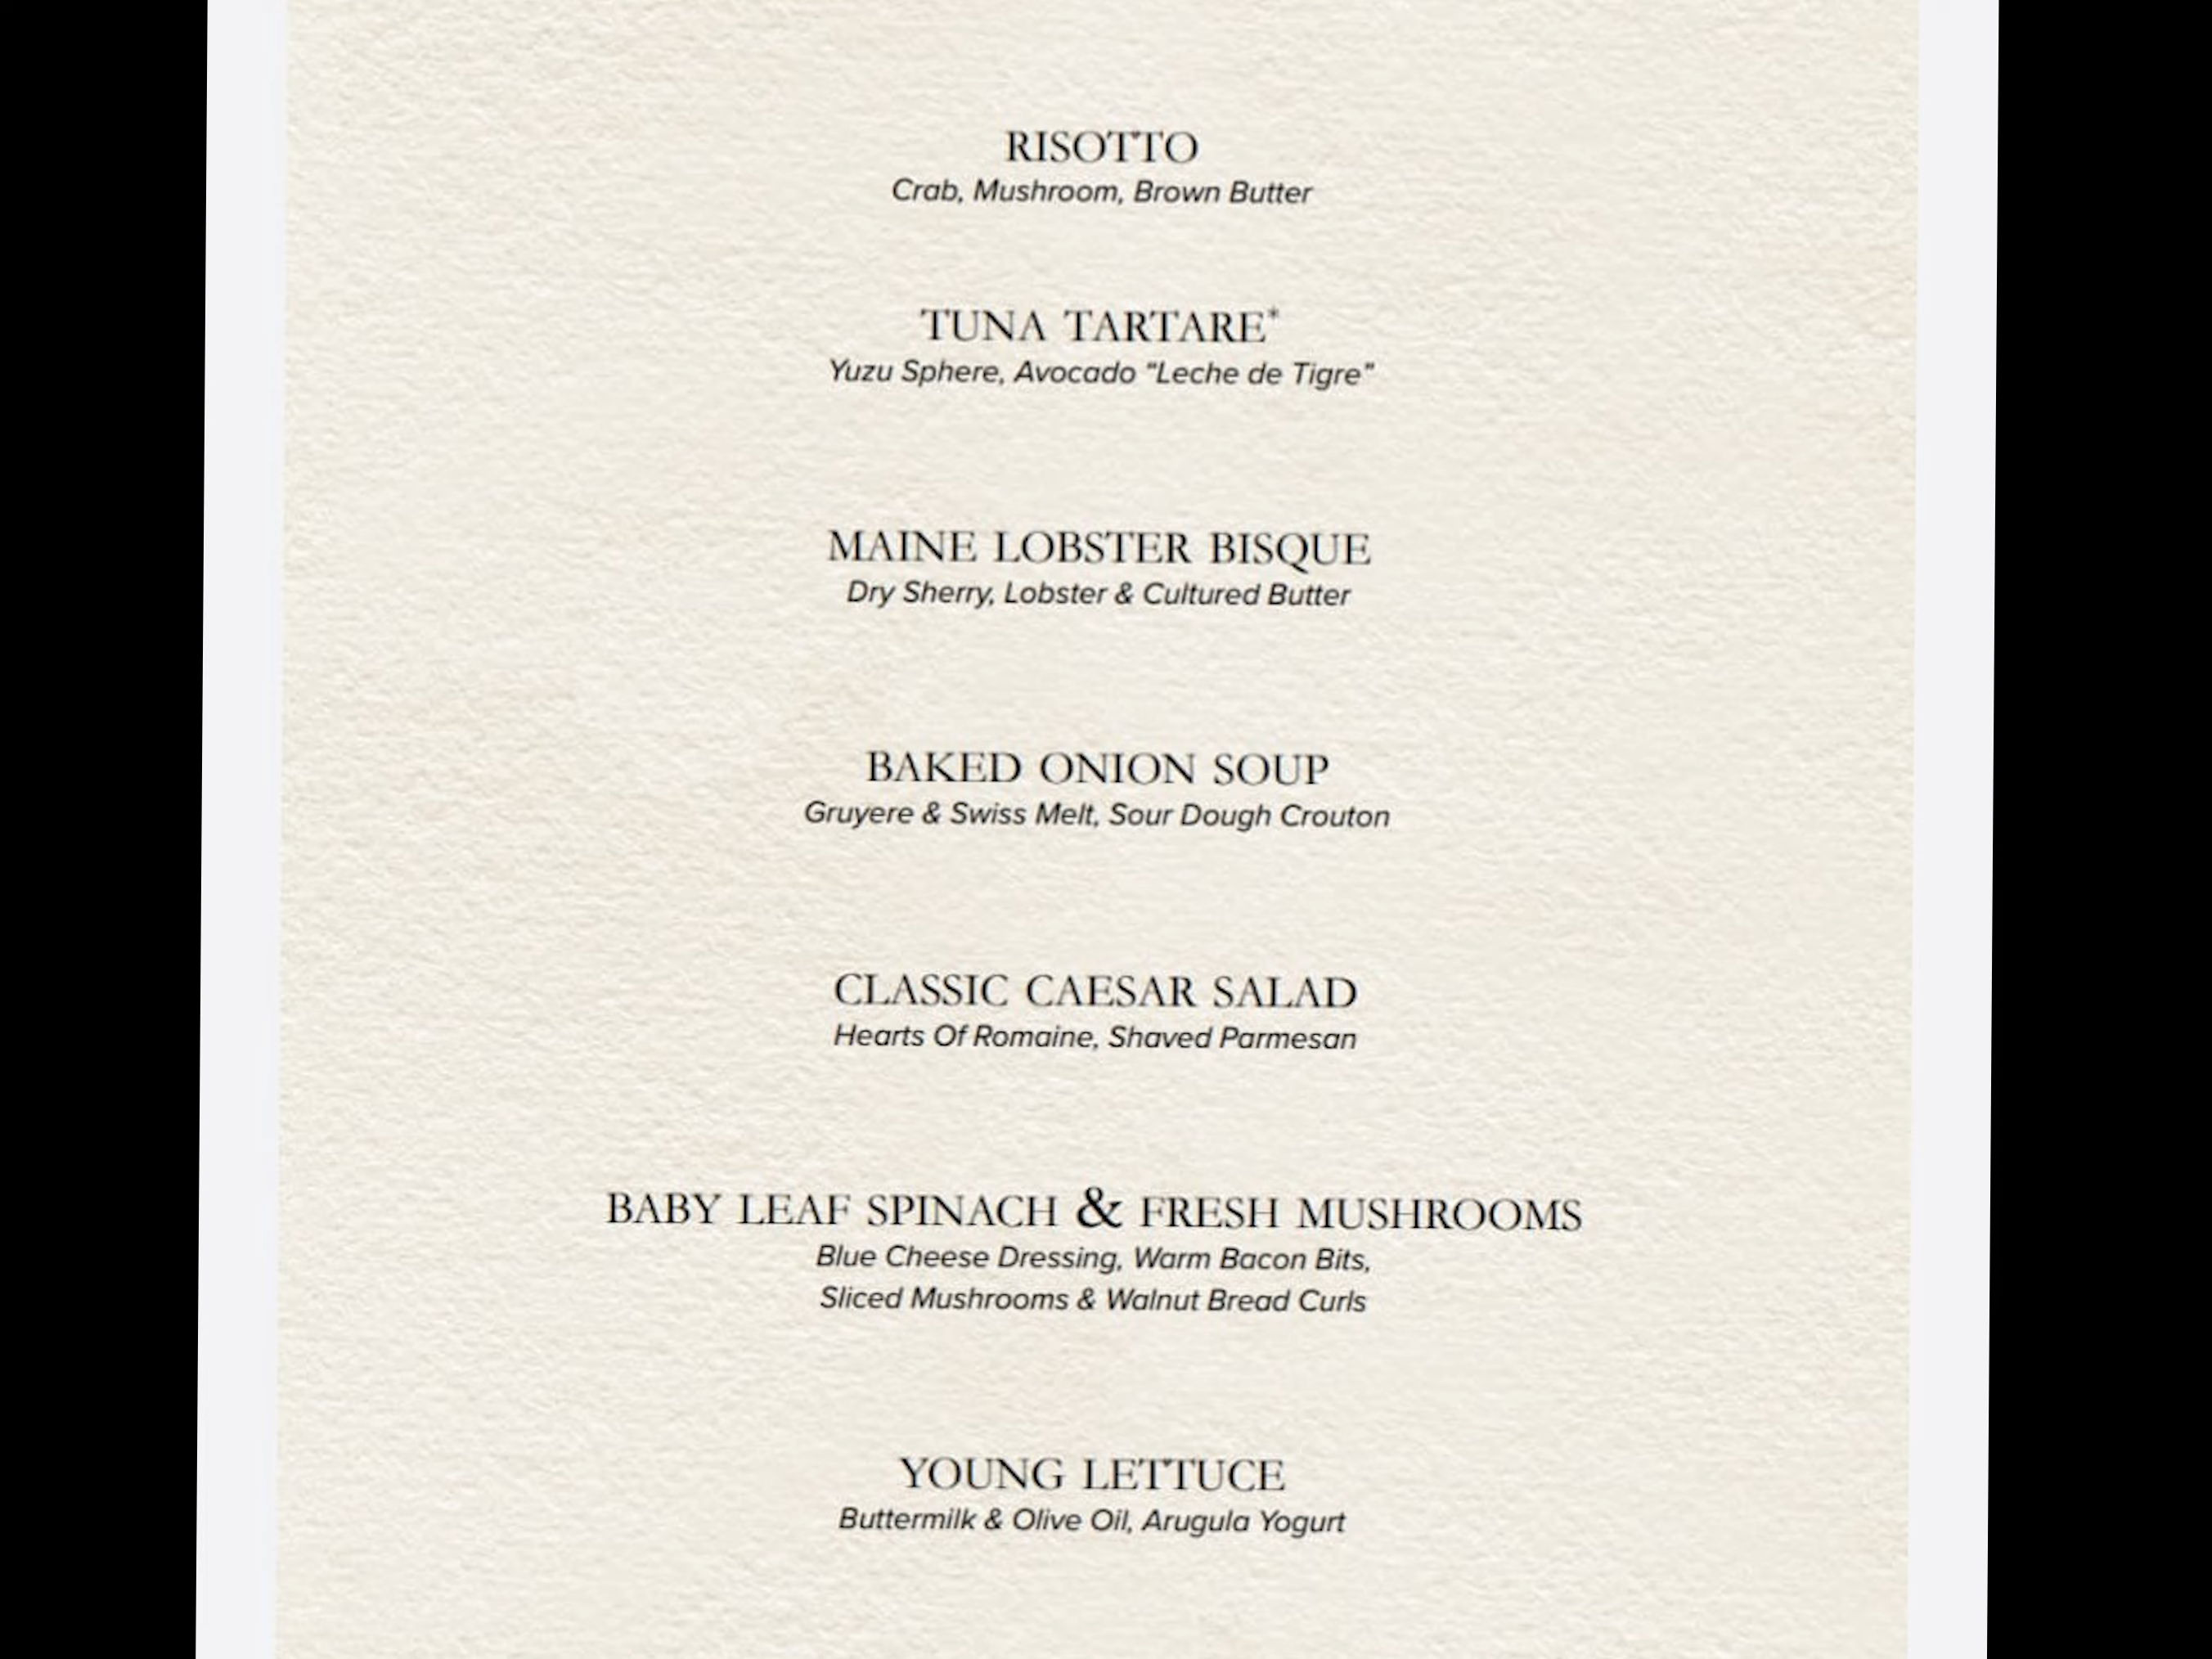 RISOTTO
Crab, Mushroom, Brown Butter
TUNA TARTARE*
Yuzu Sphere, Avocado "Leche de Tigre"
MAINE LOBSTER BISQUE
Dry Sherry, Lobster & Cultured Butter
BAKED ONION SOUP
Gruyere & Swiss Melt, Sour Dough Crouton
CLASSIC CAESAR SALAD
Hearts Of Romaine, Shaved Parmesan
BABY LEAF SPINACH & FRESH MUSHROOMS
Blue Cheese Dressing, Warm Bacon Bits,
Sliced Mushrooms & Walnut Bread Curls
YOUNG LETTUCE
Buttermilk & Olive Oil, Arugula Yogurt